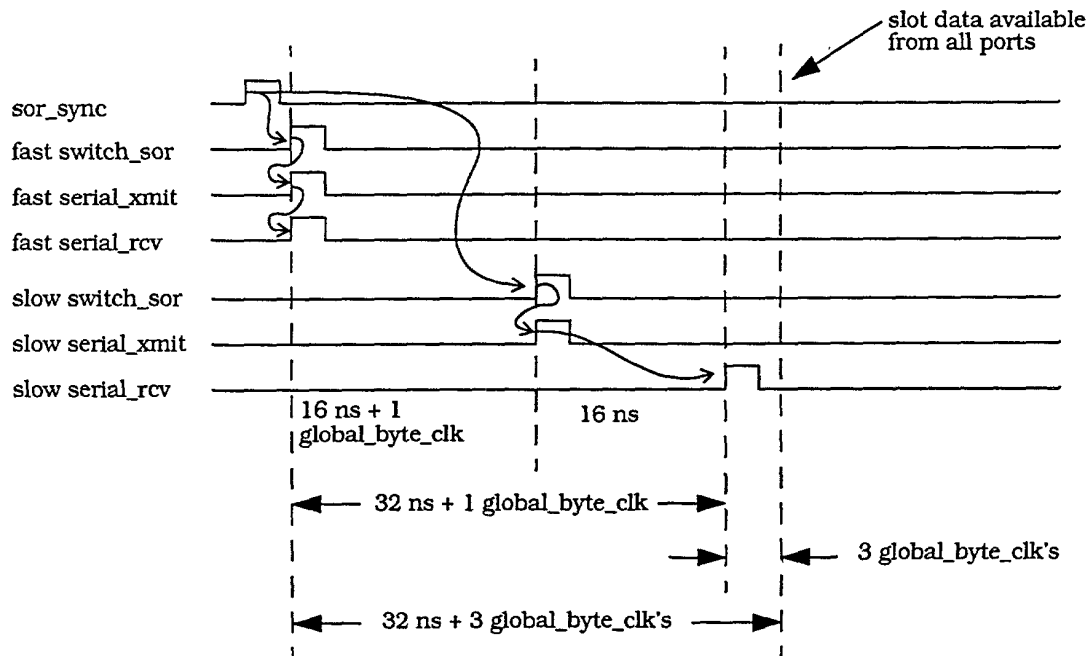 slot data available
from all ports
sor_sync
fast switch_sor
fast serial_xmit
fast serial_rcv
slow switch_sor
slow serial_xmit
slow serial_rcv
16 ns + 1
global_byte_clk
16 ns
32 ns + 1 global_byte_clk
3 global_byte_clk's
32 ns + 3 global_byte_clk's